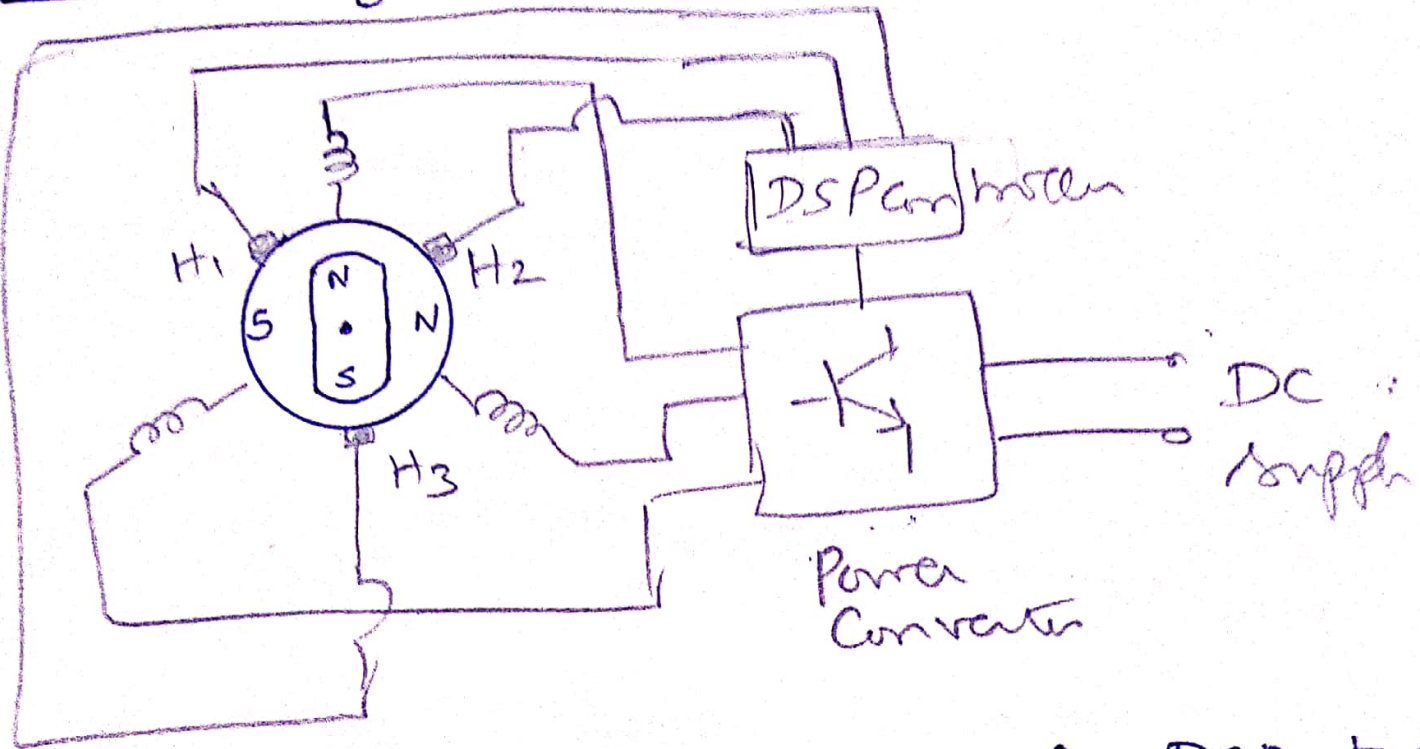 DSP Controller
H1
H2
N
S
N
S
H3
DC
supply
Power
Converter